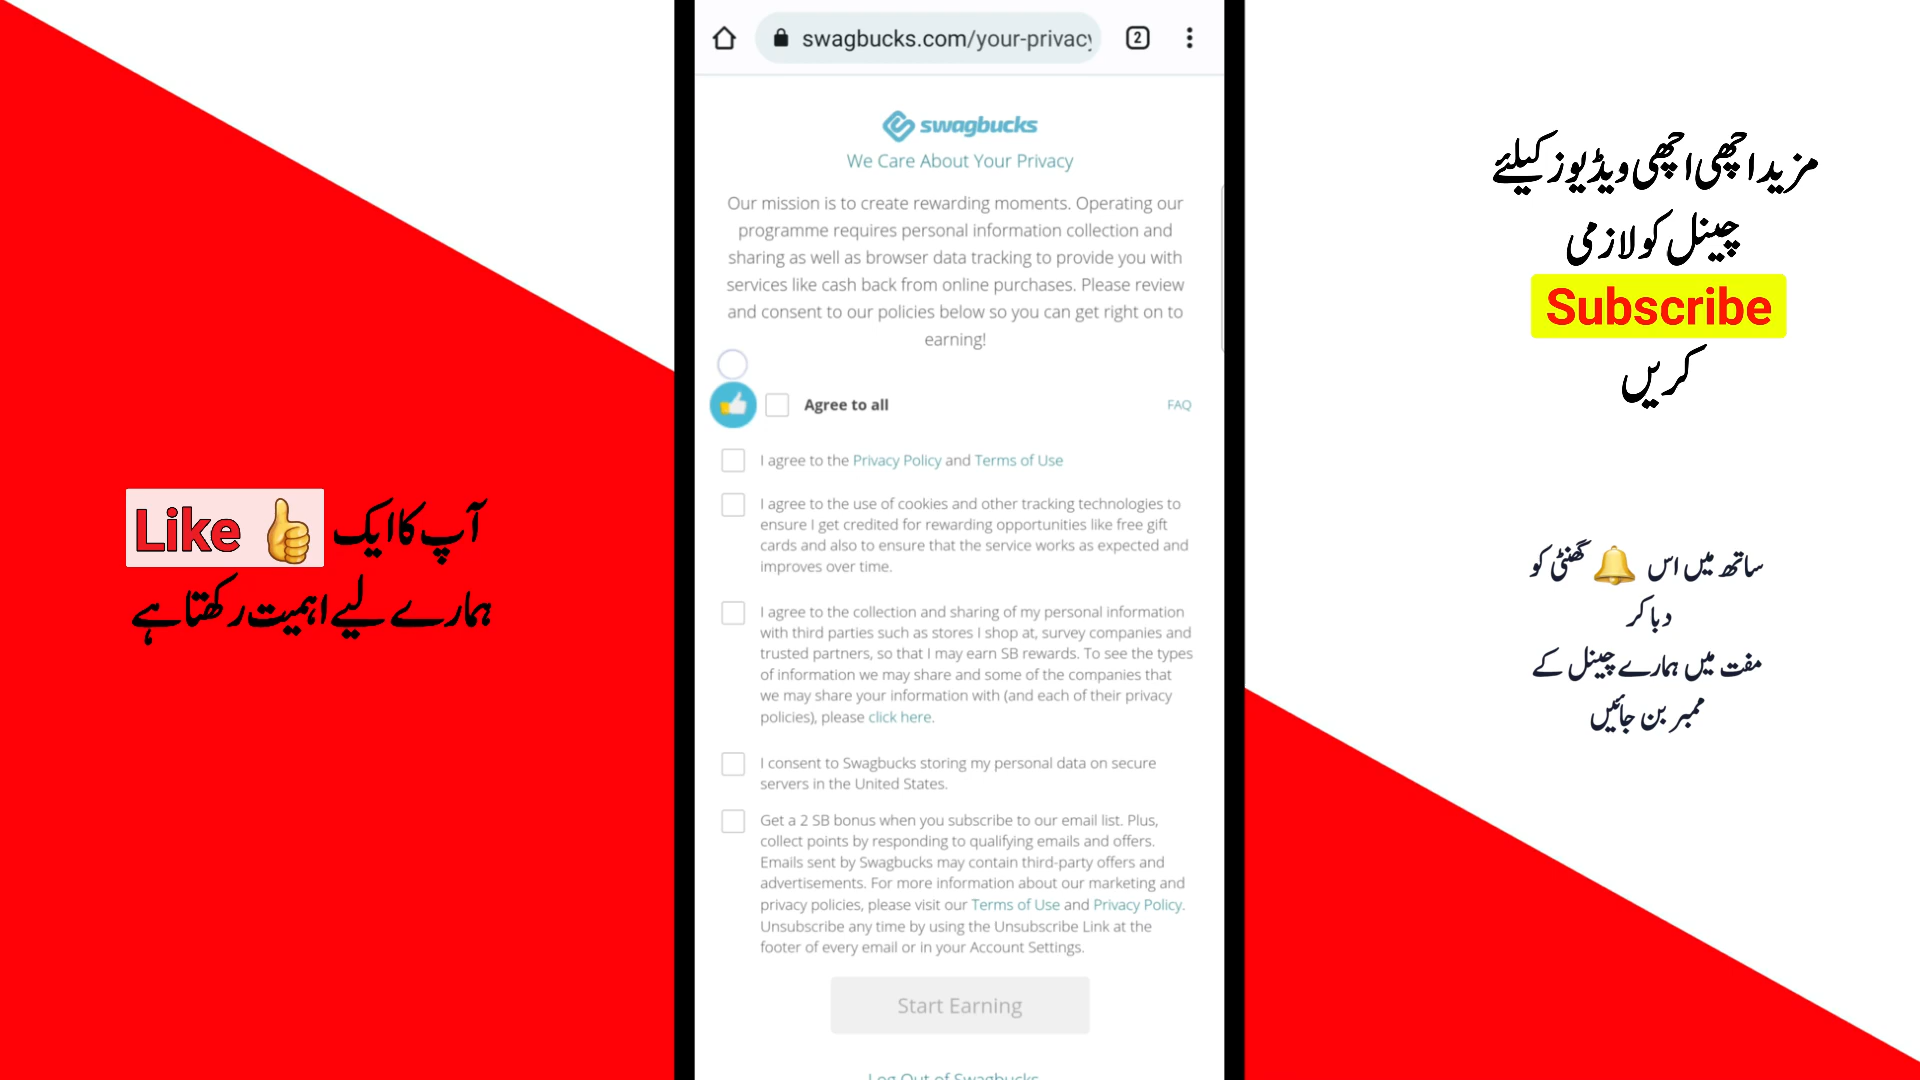 swagbucks.com/your-privacy
2
swagbucks
We Care About Your Privacy
Our mission is to create rewarding moments. Operating our
programme requires personal information collection and
sharing as well as browser data tracking to provide you with
services like cash back from online purchases. Please review
and consent to our policies below so you can get right on to
earning!
Agree to all
FAQ
I agree to the Privacy Policy and Terms of Use
I agree to the use of cookies and other tracking technologies to
ensure I get credited for rewarding opportunities like free gift
cards and also to ensure that the service works as expected and
improves over time.
I agree to the collection and sharing of my personal information
with third parties such as stores I shop at, survey companies and
trusted partners, so that I may earn SB rewards. To see the types
of information we may share and some of the companies that
we may share your information with (and each of their privacy
policies), please click here.
I consent to Swagbucks storing my personal data on secure
servers in the United States.
Get a 2 SB bonus when you subscribe to our email list. Plus,
collect points by responding to qualifying emails and offers.
Emails sent by Swagbucks may contain third-party offers and
advertisements. For more information about our marketing and
privacy policies, please visit our Terms of Use and Privacy Policy.
Unsubscribe any time by using the Unsubscribe Link at the
footer of every email or in your Account Settings.
Start Earning
Log Out of Swagbucks
آپ کا ایک Like 👍
ہمارے لیے اہمیت رکھتا ہے
مزید اچھی اچھی ویڈیوز کیلئے
چینل کو لازمی
Subscribe
کریں
ساتھ میں اس 🔔 گھنٹی کو
دبا کر
مفت میں ہمارے چینل کے
ممبر بن جائیں